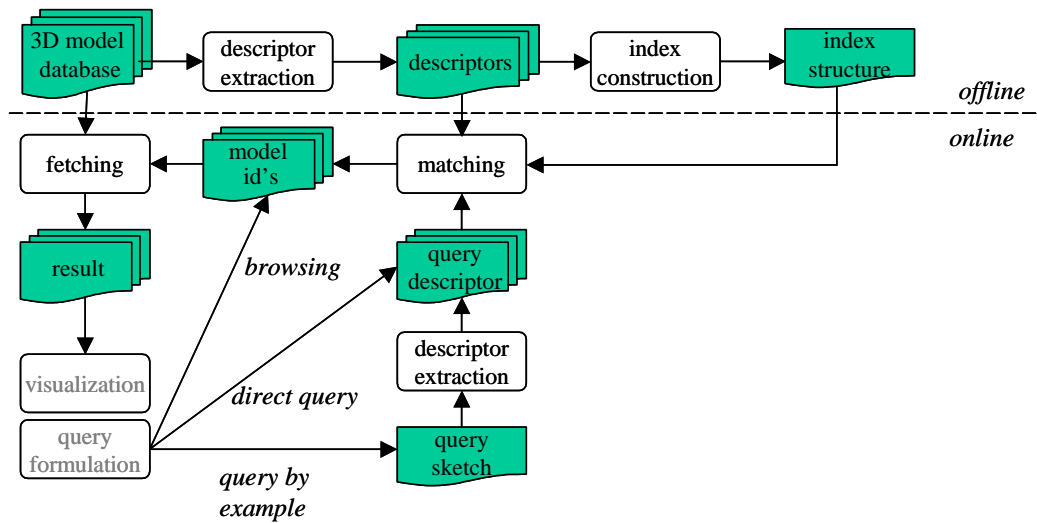 3D model
database
descriptor
extraction
descriptors
index
construction
index
structure
offline
online
fetching
model
id's
matching
result
browsing
query
descriptor
visualization
descriptor
extraction
direct query
query
formulation
query
sketch
query by
example